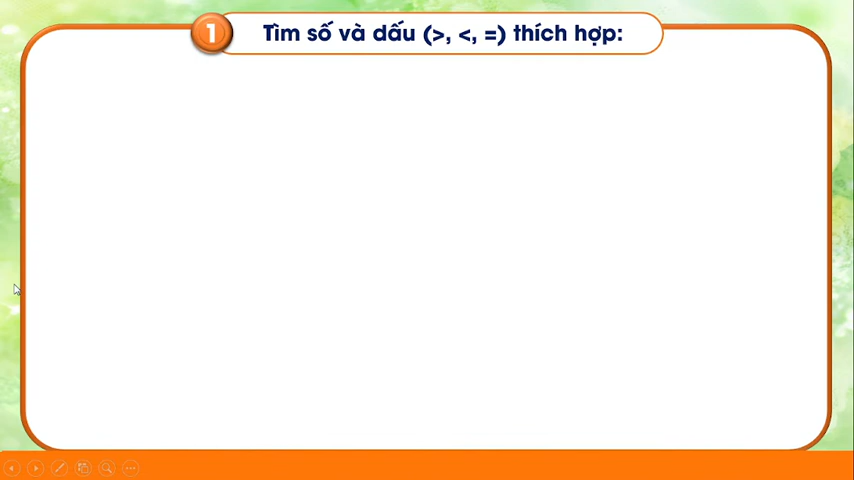 1 Tìm số và dấu (>, <, =) thích hợp: